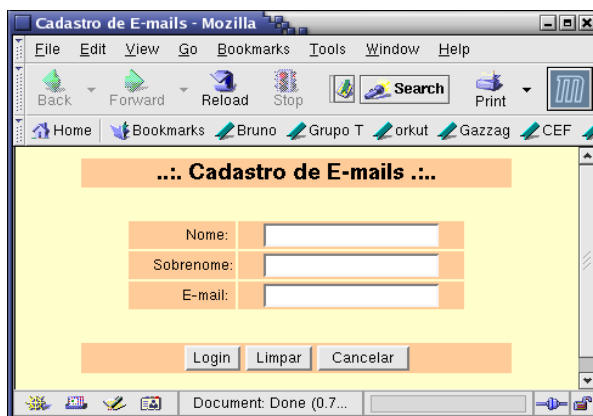 Cadastro de E-mails - Mozilla
File Edit View Go Bookmarks Tools Window Help
Back Forward Reload Stop Search Print
Home Bookmarks Bruno Grupo T orkut Gazzag CEF
..:. Cadastro de E-mails .:..
Nome:
Sobrenome:
E-mail:
Login Limpar Cancelar
Document: Done (0.7...